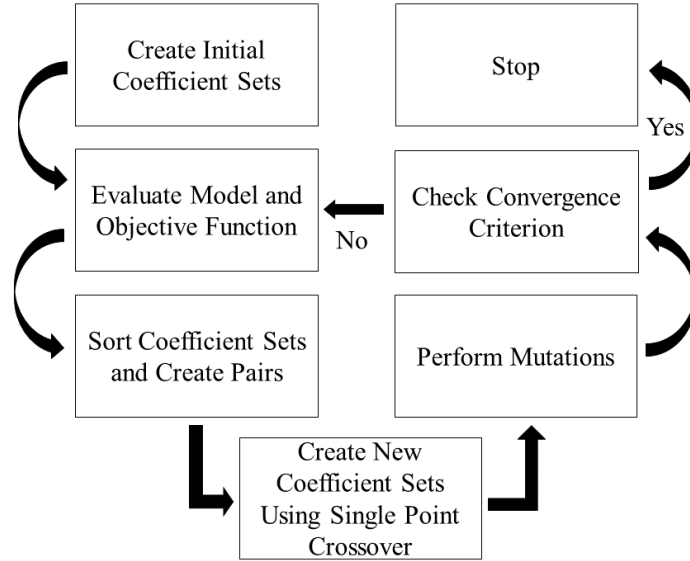 Create Initial
Coefficient Sets
Stop
Yes
Evaluate Model and
Objective Function
No
Check Convergence
Criterion
Sort Coefficient Sets
and Create Pairs
Perform Mutations
Create New
Coefficient Sets
Using Single Point
Crossover